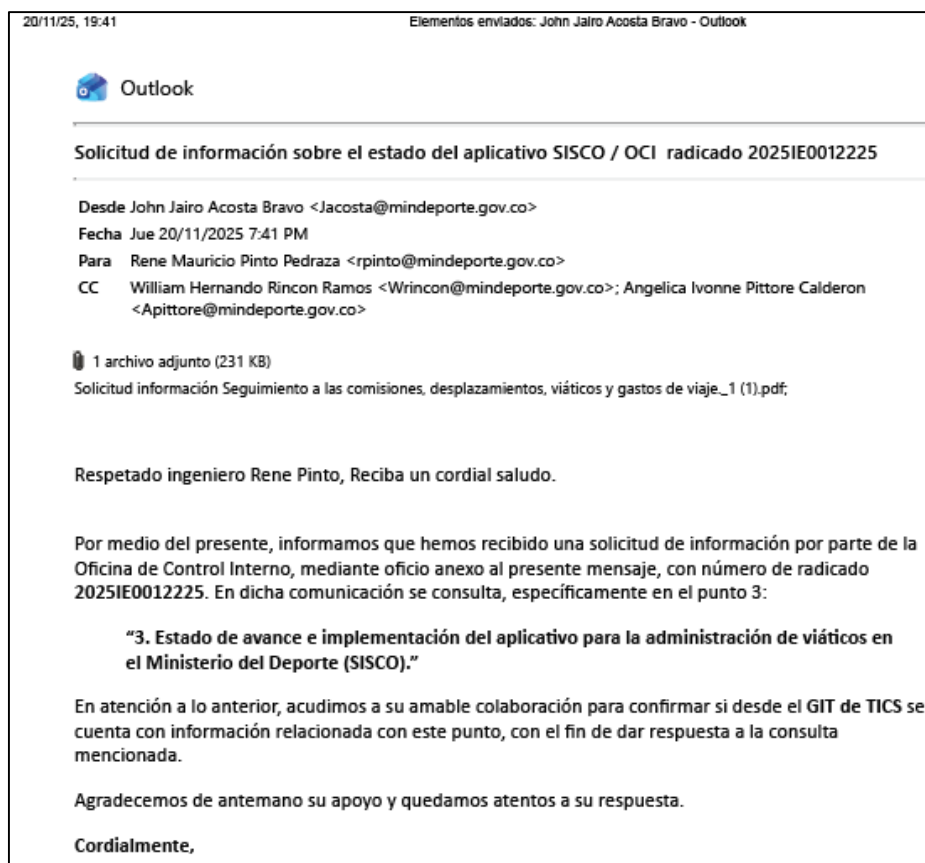 20/11/25, 19:41 Elementos enviados: John Jairo Acosta Bravo - Outlook
Outlook
Solicitud de información sobre el estado del aplicativo SISCO / OCI radicado 2025IE0012225
Desde John Jairo Acosta Bravo <Jacosta@mindeporte.gov.co>
Fecha Jue 20/11/2025 7:41 PM
Para Rene Mauricio Pinto Pedraza <rpinto@mindeporte.gov.co>
CC William Hernando Rincon Ramos <Wrincon@mindeporte.gov.co>; Angelica Ivonne Pittore Calderon
<Apittore@mindeporte.gov.co>
1 archivo adjunto (231 KB)
Solicitud información Seguimiento a las comisiones, desplazamientos, viáticos y gastos de viaje._1 (1).pdf;
Respetado ingeniero Rene Pinto, Reciba un cordial saludo.
Por medio del presente, informamos que hemos recibido una solicitud de información por parte de la
Oficina de Control Interno, mediante oficio anexo al presente mensaje, con número de radicado
2025IE0012225. En dicha comunicación se consulta, específicamente en el punto 3:
“3. Estado de avance e implementación del aplicativo para la administración de viáticos en
el Ministerio del Deporte (SISCO).”
En atención a lo anterior, acudimos a su amable colaboración para confirmar si desde el GIT de TICS se
cuenta con información relacionada con este punto, con el fin de dar respuesta a la consulta
mencionada.
Agradecemos de antemano su apoyo y quedamos atentos a su respuesta.
Cordialmente,